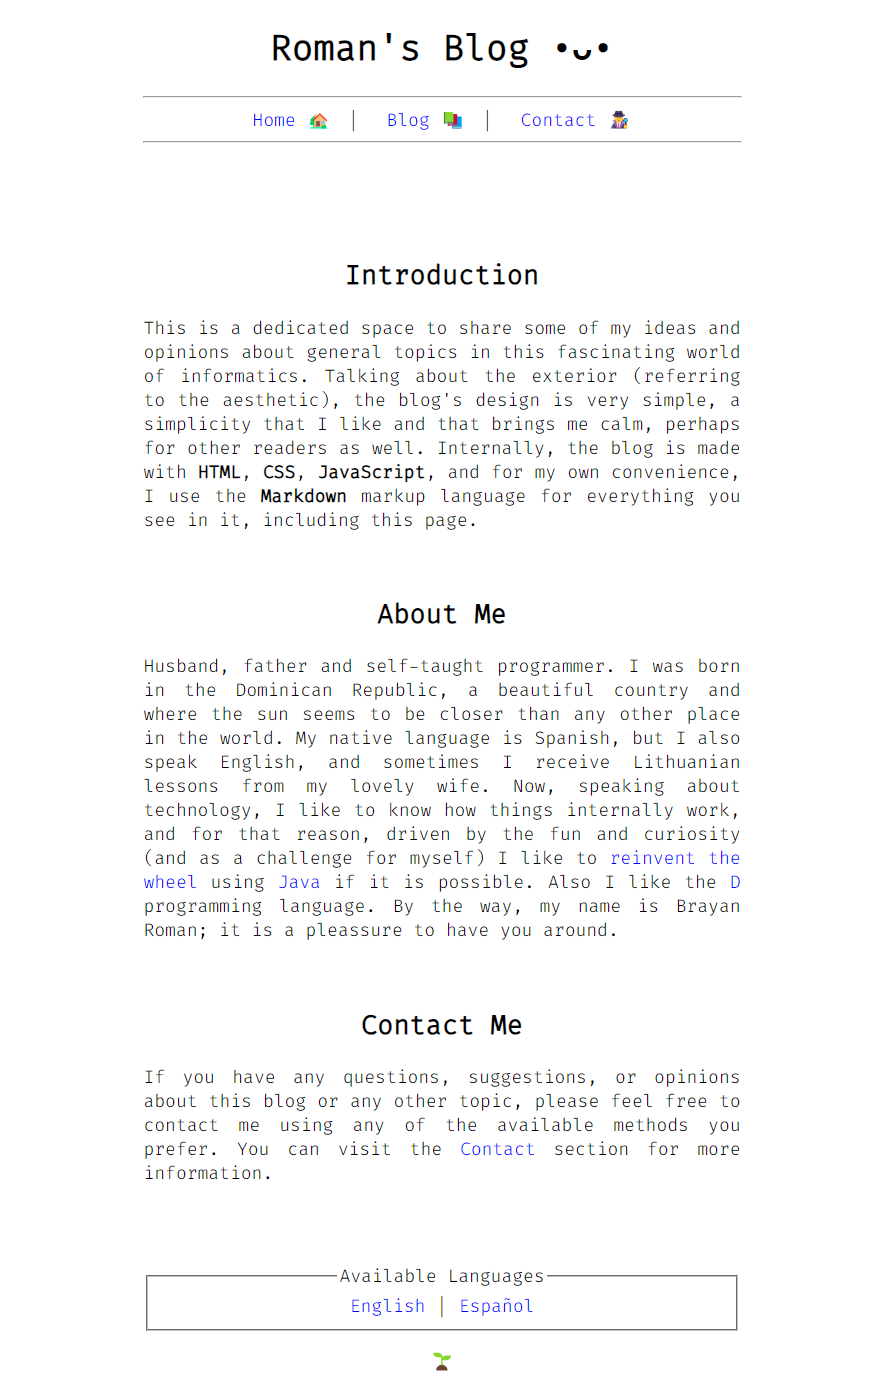 Roman's Blog •ᴗ•
Home 🏠 | Blog 📚 | Contact 🕵️
Introduction
This is a dedicated space to share some of my ideas and
opinions about general topics in this fascinating world
of informatics. Talking about the exterior (referring
to the aesthetic), the blog's design is very simple, a
simplicity that I like and that brings me calm, perhaps
for other readers as well. Internally, the blog is made
with HTML, CSS, JavaScript, and for my own convenience,
I use the Markdown markup language for everything you
see in it, including this page.
About Me
Husband, father and self-taught programmer. I was born
in the Dominican Republic, a beautiful country and
where the sun seems to be closer than any other place
in the world. My native language is Spanish, but I also
speak English, and sometimes I receive Lithuanian
lessons from my lovely wife. Now, speaking about
technology, I like to know how things internally work,
and for that reason, driven by the fun and curiosity
(and as a challenge for myself) I like to reinvent the
wheel using Java if it is possible. Also I like the D
programming language. By the way, my name is Brayan
Roman; it is a pleassure to have you around.
Contact Me
If you have any questions, suggestions, or opinions
about this blog or any other topic, please feel free to
contact me using any of the available methods you
prefer. You can visit the Contact section for more
information.
Available Languages
English | Español